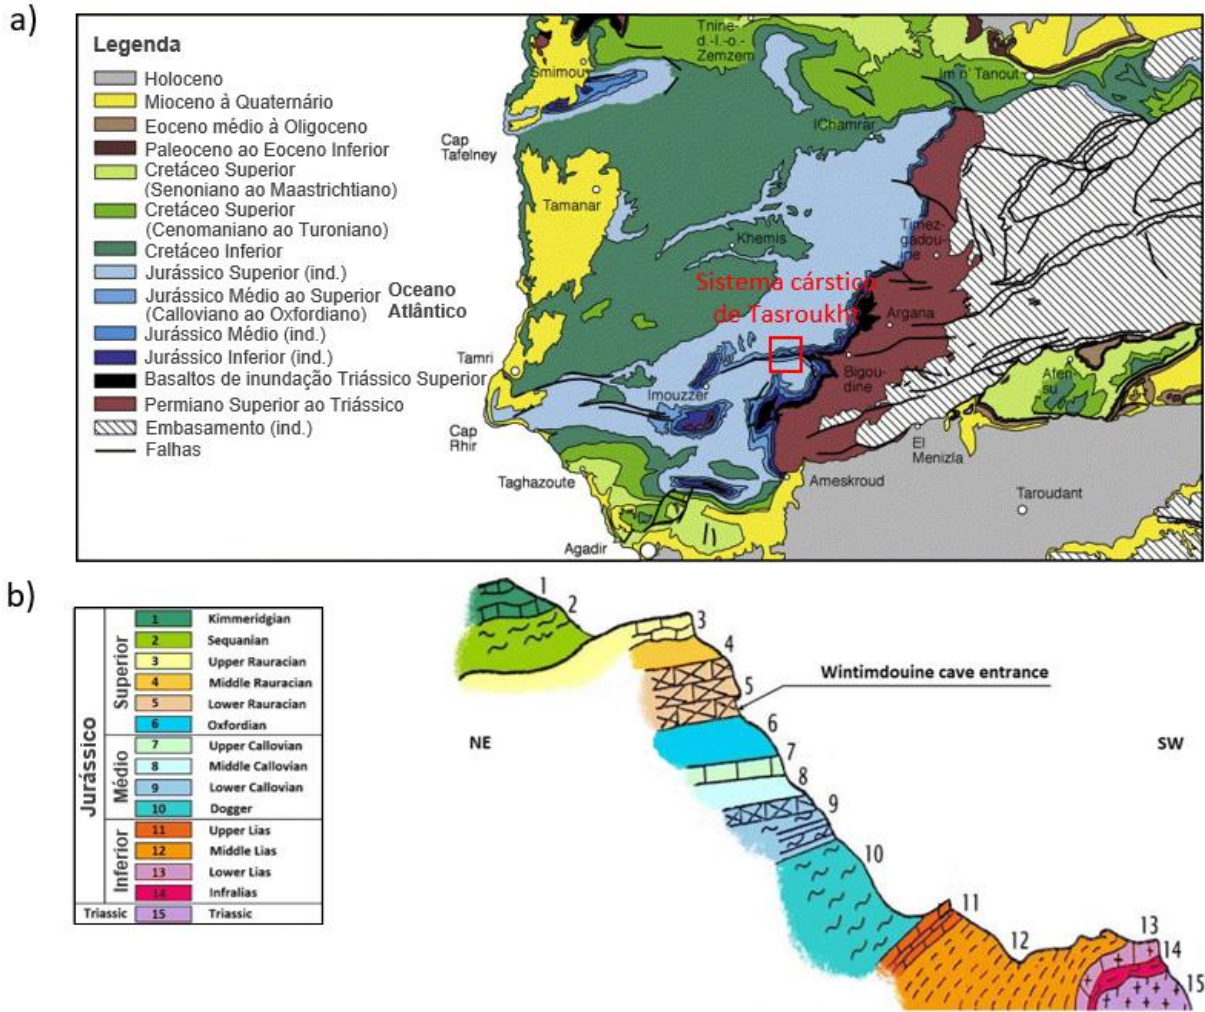 a)
Legenda
Holoceno
Mioceno à Quaternário
Eoceno médio à Oligoceno
Paleoceno ao Eoceno Inferior
Cretáceo Superior
(Senoniano ao Maastrichtiano)
Cretáceo Superior
(Cenomaniano ao Turoniano)
Cretáceo Inferior
Jurássico Superior (ind.)
Jurássico Médio ao Superior
(Calloviano ao Oxfordiano)
Jurássico Médio (ind.)
Jurássico Inferior (ind.)
Basaltos de inundação Triássico Superior
Permiano Superior ao Triássico
Embasamento (ind.)
Falhas
Oceano
Atlântico
Tnine-
d.-l.-o.-
Zemzem
Smimou
Im n' Tanout
IChamrar
Cap
Tafelney
Tamanar
Khemis
Timez-
gadou-
ine
Sistema cárstico
de Tasroukht
Argana
Tamri
Imouzzer
Bigou-
dine
Afen-
su
Cap
Rhir
El
Menizla
Taghazoute
Ameskroud
Taroudant
Agadir
b)
Jurássico
Superior
1 Kimmeridgian
2 Sequanian
3 Upper Rauracian
4 Middle Rauracian
5 Lower Rauracian
6 Oxfordian
Médio
7 Upper Callovian
8 Middle Callovian
9 Lower Callovian
10 Dogger
Inferior
11 Upper Lias
12 Middle Lias
13 Lower Lias
14 Infralias
Triassic 15 Triassic
1
2
3
4
5
6
7
8
9
10
11
12
13
14
15
Wintimdouine cave entrance
NE
SW